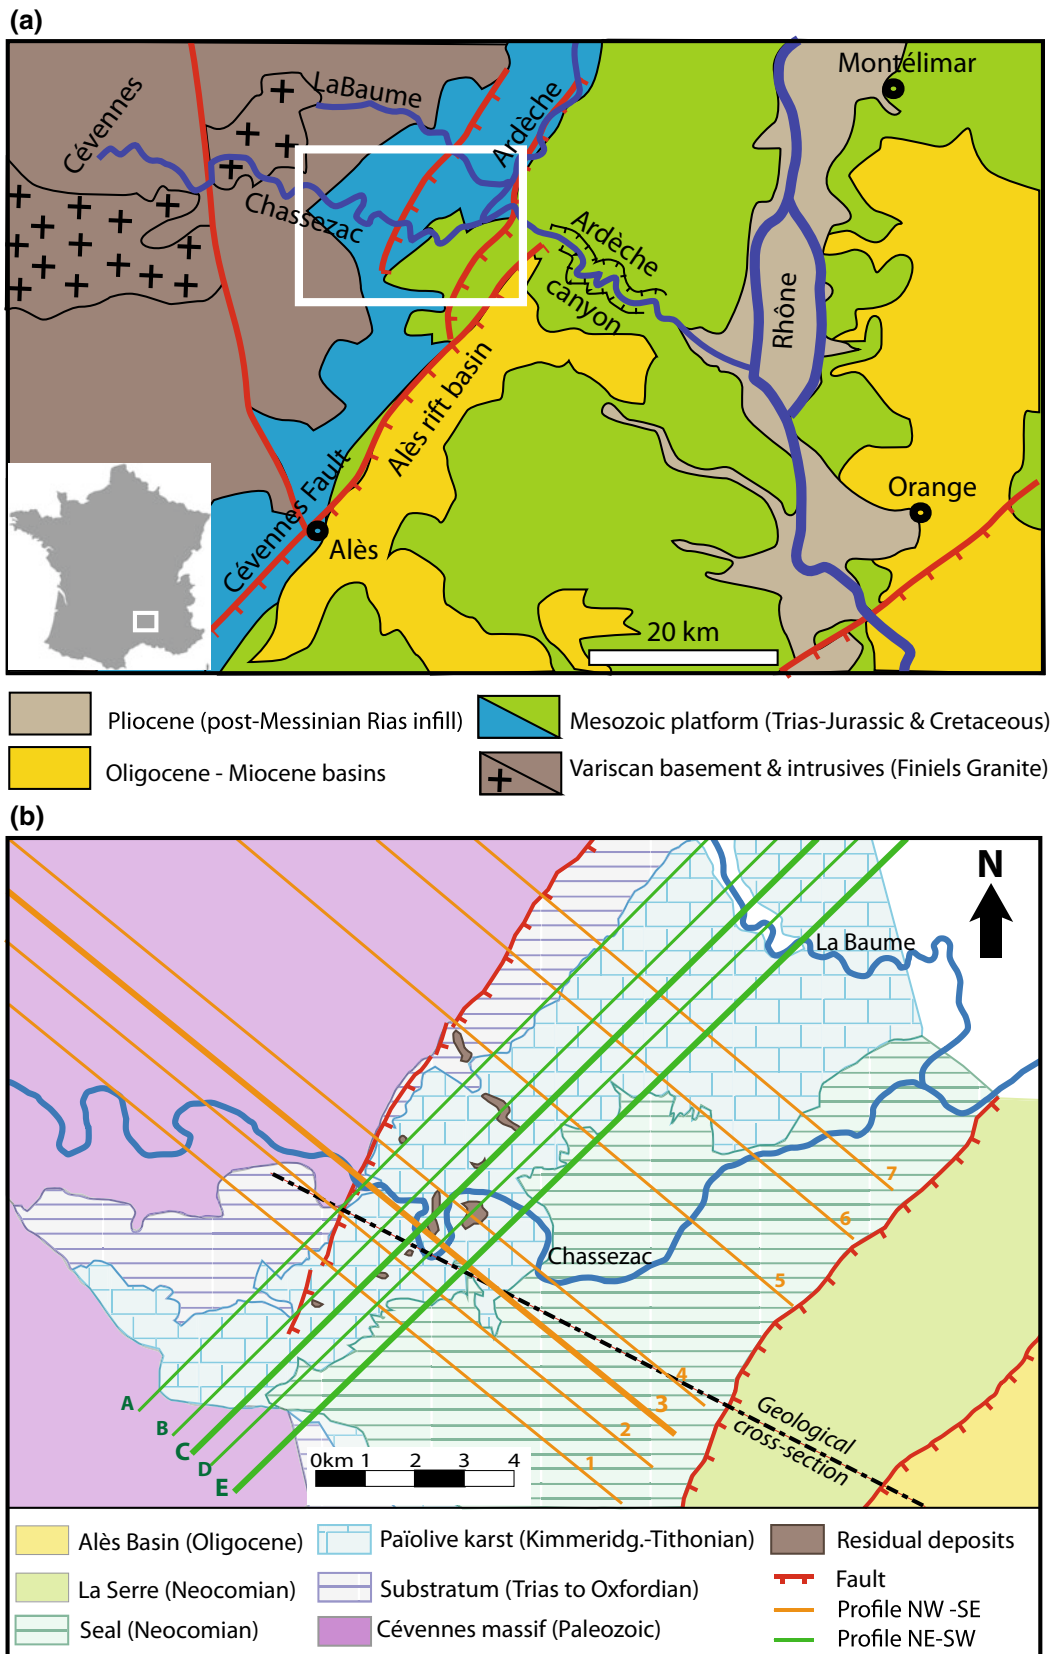 (a)
Montélimar
LaBaume
Cévennes
Ardèche
Chassezac
Ardèche
canyon
Rhône
Alès rift basin
Orange
Cévennes Fault
Alès
20 km
Pliocene (post-Messinian Rias infill)
Mesozoic platform (Trias-Jurassic & Cretaceous)
Oligocene - Miocene basins
Variscan basement & intrusives (Finiels Granite)
(b)
N
La Baume
7
6
Chassezac
5
4
A
3
B
2
C
D
1
E
Geological
cross-section
0km 1 2 3 4
Alès Basin (Oligocene)
Païolive karst (Kimmeridg.-Tithonian)
Residual deposits
La Serre (Neocomian)
Substratum (Trias to Oxfordian)
Fault
Profile NW -SE
Seal (Neocomian)
Cévennes massif (Paleozoic)
Profile NE-SW